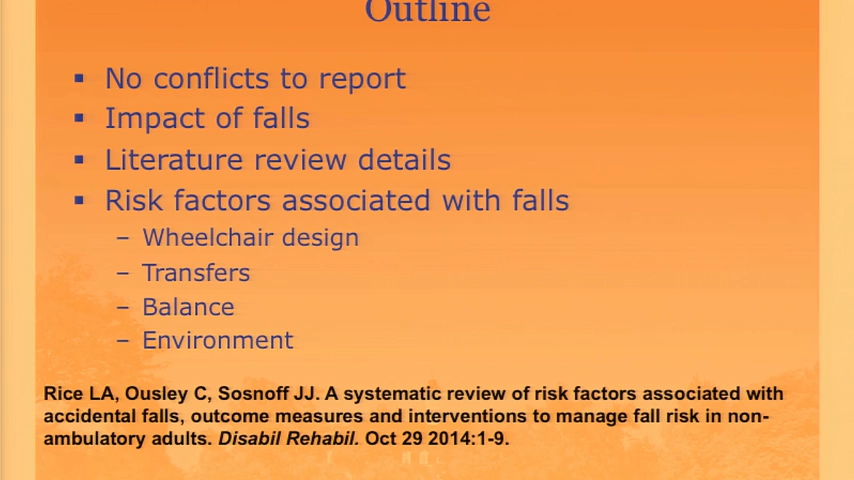 Outline
▪ No conflicts to report
▪ Impact of falls
▪ Literature review details
▪ Risk factors associated with falls
– Wheelchair design
– Transfers
– Balance
– Environment
Rice LA, Ousley C, Sosnoff JJ. A systematic review of risk factors associated with
accidental falls, outcome measures and interventions to manage fall risk in non-
ambulatory adults. Disabil Rehabil. Oct 29 2014:1-9.